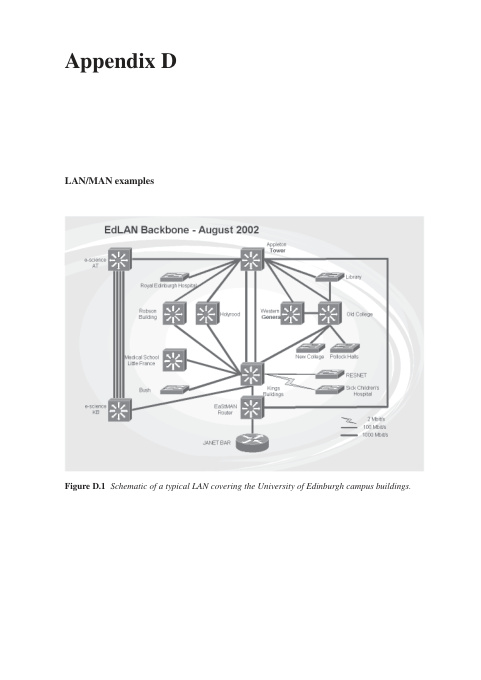 Appendix D
LAN/MAN examples
EdLAN Backbone - August 2002
Appleton
Tower
e-science
AT
Royal Edinburgh Hospital
Library
Robson
Building
Holyrood
Western
General
Old College
New College
Pollock Halls
Medical School
Little France
Bush
Kings
Buildings
RESNET
Sick Children's
Hospital
e-science
KB
EaStMAN
Router
JANET BAR
2 Mbit/s
100 Mbit/s
1000 Mbit/s
Figure D.1 Schematic of a typical LAN covering the University of Edinburgh campus buildings.